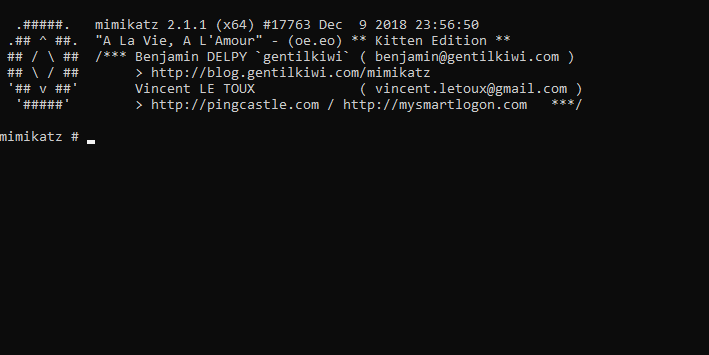 .#####.   mimikatz 2.1.1 (x64) #17763 Dec  9 2018 23:56:50
 .## ^ ##.  "A La Vie, A L'Amour" - (oe.eo) ** Kitten Edition **
 ## / \ ##  /*** Benjamin DELPY `gentilkiwi` ( benjamin@gentilkiwi.com )
 ## \ / ##       > http://blog.gentilkiwi.com/mimikatz
 '## v ##'       Vincent LE TOUX             ( vincent.letoux@gmail.com )
  '#####'        > http://pingcastle.com / http://mysmartlogon.com   ***/
mimikatz #